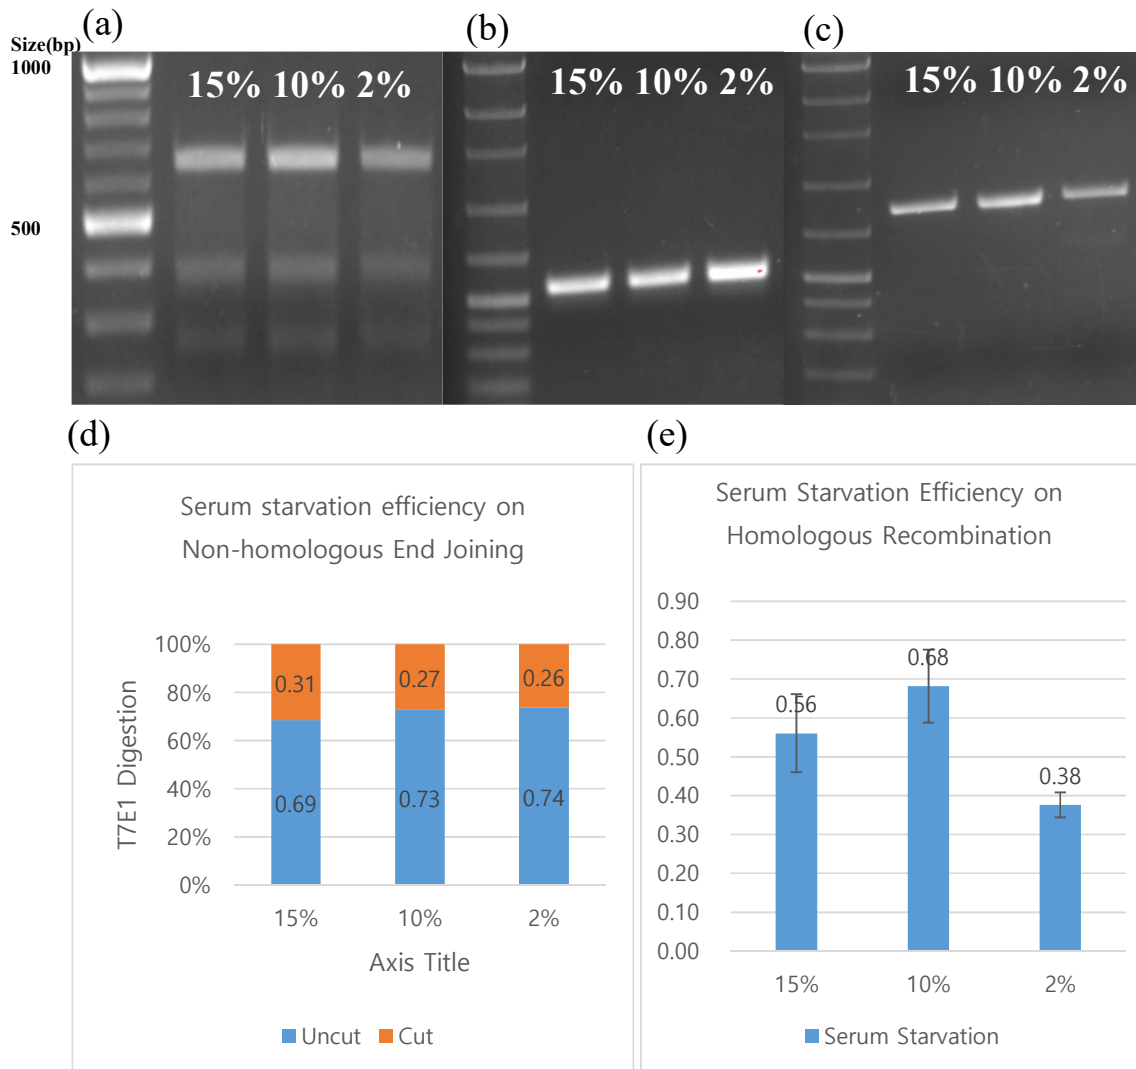 (a)
(b)
(c)
Size(bp)
1000
500
15% 10% 2%
15% 10% 2%
15% 10% 2%
(d)
Serum starvation efficiency on
Non-homologous End Joining
T7E1 Digestion
100%
80%
60%
40%
20%
0%
0.31
0.27
0.26
0.69
0.73
0.74
15%
10%
2%
Axis Title
Uncut
Cut
(e)
Serum Starvation Efficiency on
Homologous Recombination
0.90
0.80
0.70
0.60
0.50
0.40
0.30
0.20
0.10
0.00
0.56
0.68
0.38
15%
10%
2%
Serum Starvation